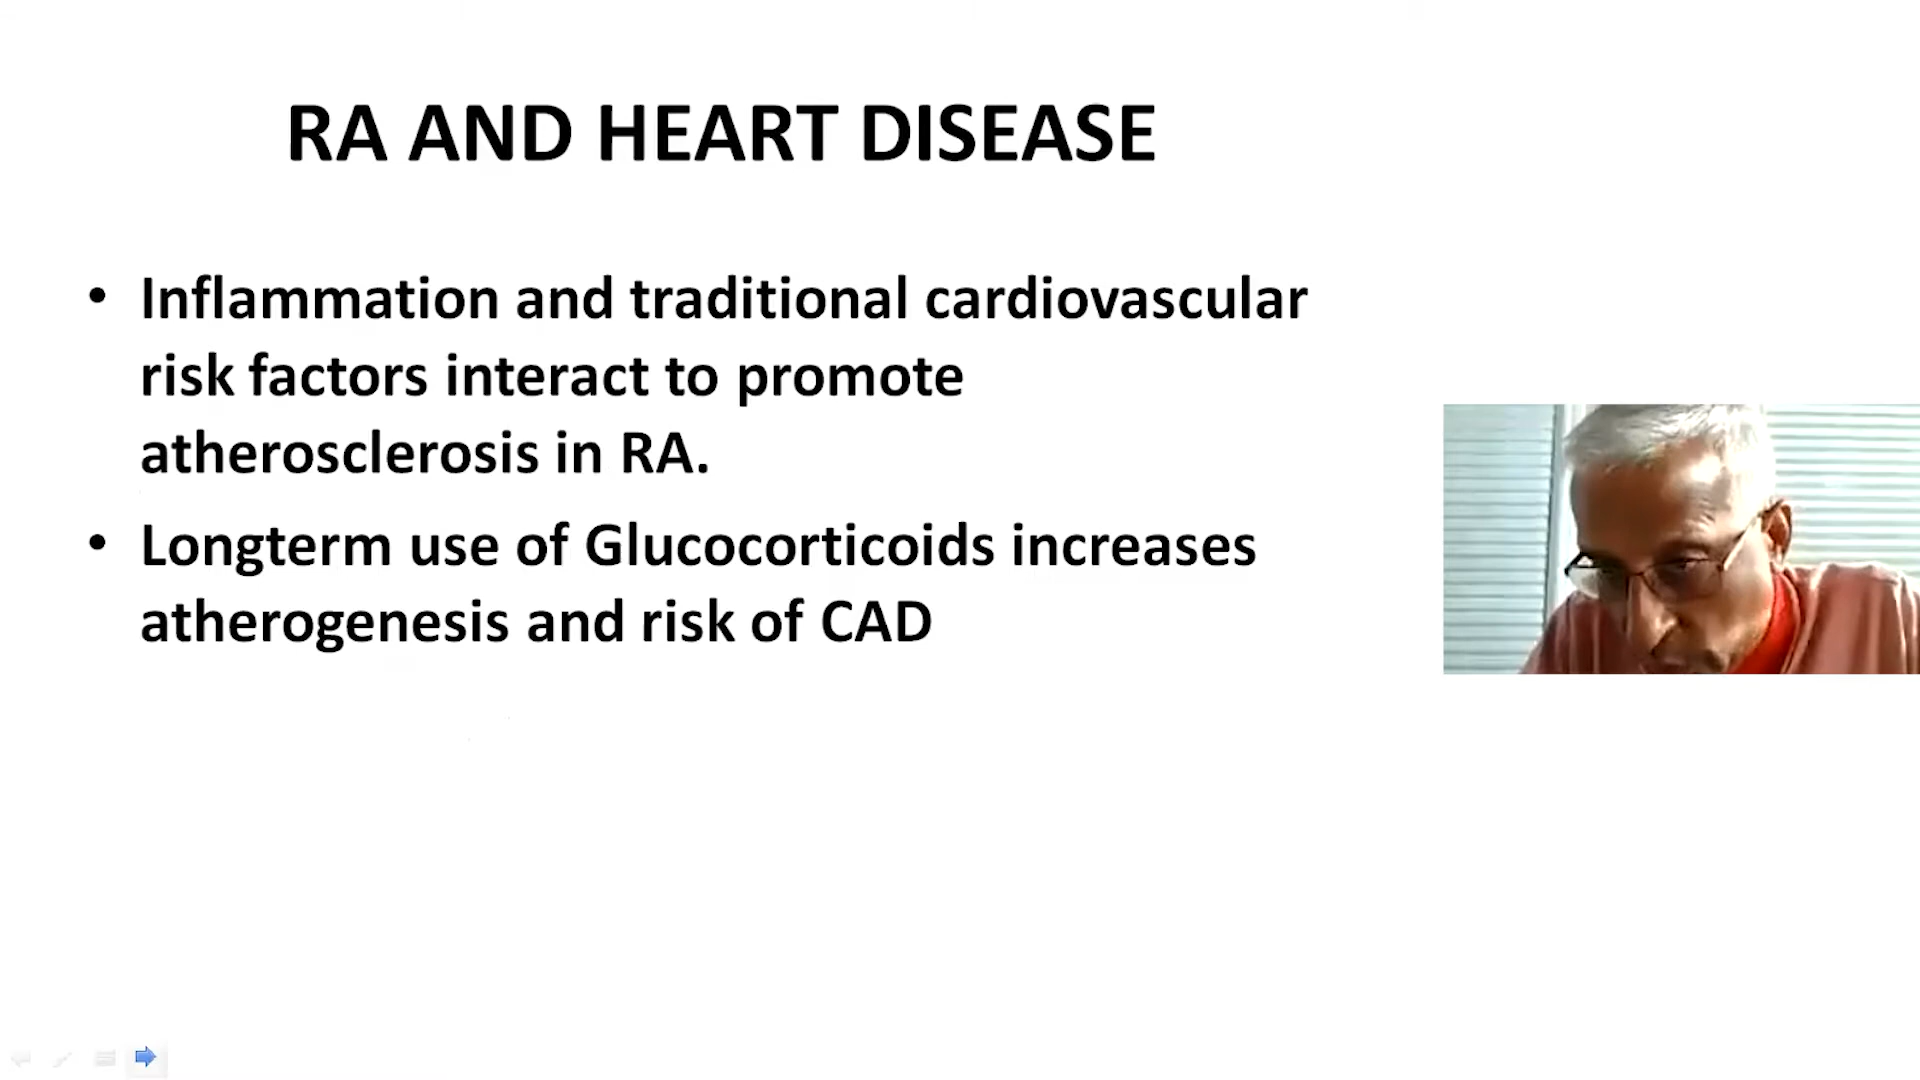 RA AND HEART DISEASE
• Inflammation and traditional cardiovascular
risk factors interact to promote
atherosclerosis in RA.
• Longterm use of Glucocorticoids increases
atherogenesis and risk of CAD